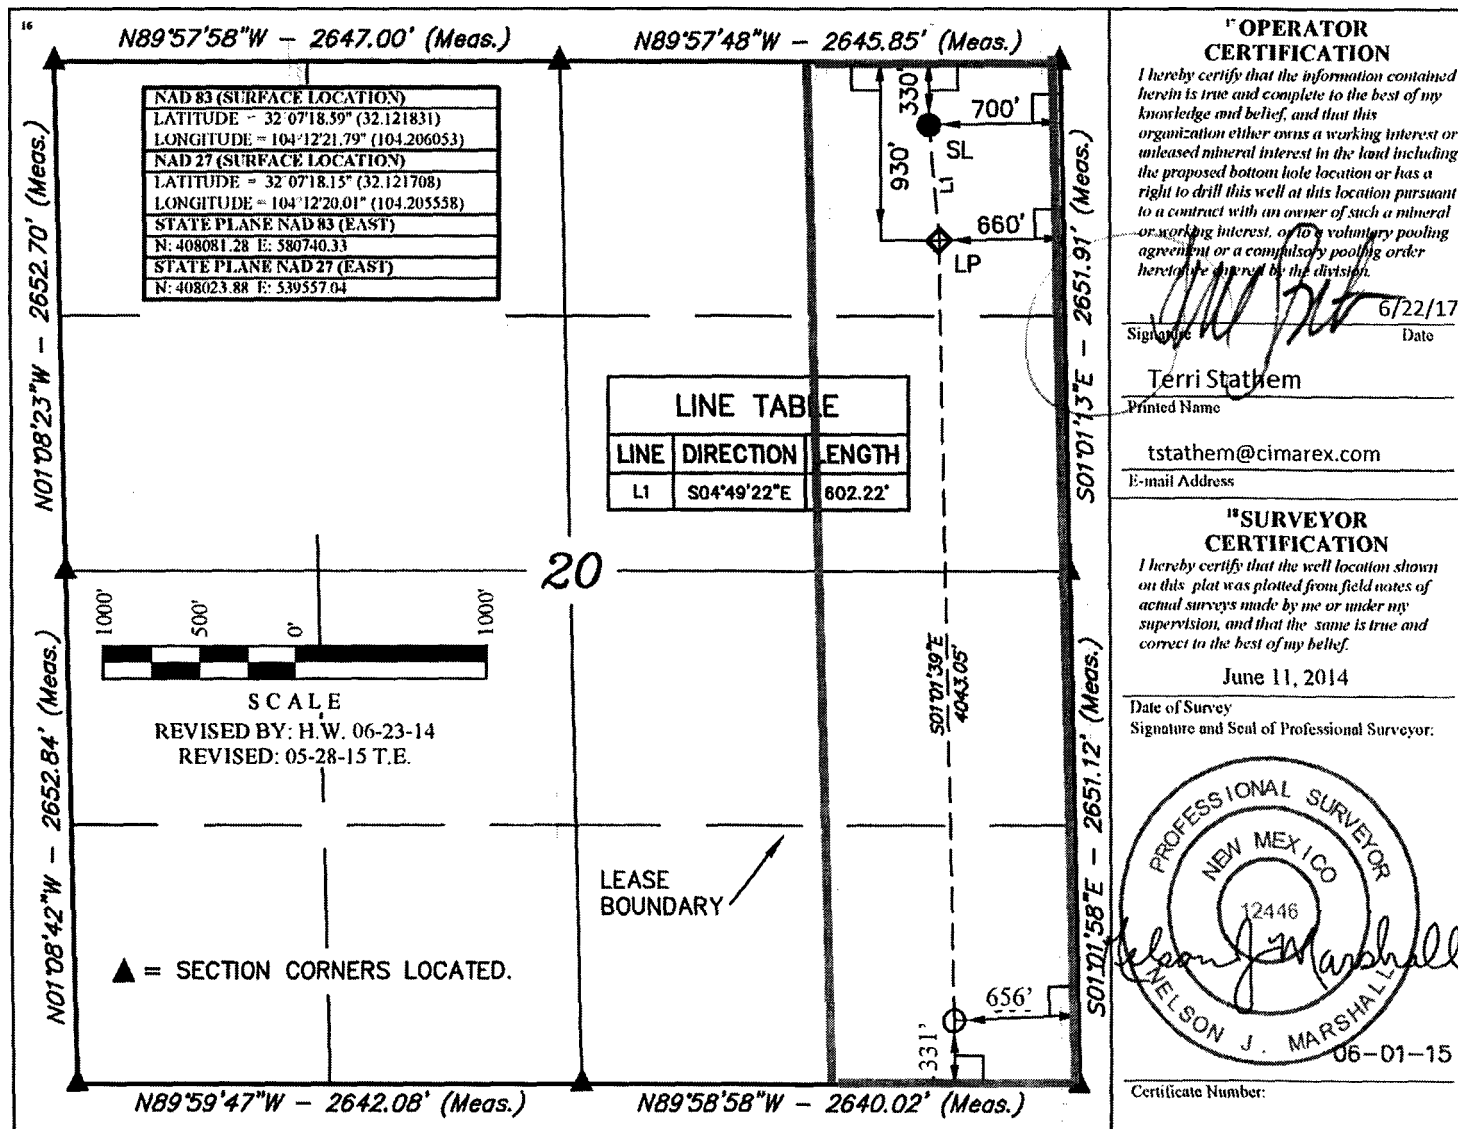 16
N89°57'58"W – 2647.00' (Meas.)
N89°57'48"W – 2645.85' (Meas.)
NAD 83 (SURFACE LOCATION)
LATITUDE = 32°07'18.59" (32.121831)
LONGITUDE = 104°12'21.79" (104.206053)
NAD 27 (SURFACE LOCATION)
LATITUDE = 32°07'18.15" (32.121708)
LONGITUDE = 104°12'20.01" (104.205558)
STATE PLANE NAD 83 (EAST)
N: 408081.28 E: 580740.33
STATE PLANE NAD 27 (EAST)
N: 408023.88 E: 539557.04
330'
700'
SL
930'
L1
660'
LP
N01°08'23"W – 2652.70' (Meas.)
S01°01'13"E – 2651.91' (Meas.)
LINE TABLE
LINE DIRECTION LENGTH
L1 S04°49'22"E 602.22'
20
1000' 500' 0' 1000'
SCALE
REVISED BY: H.W. 06-23-14
REVISED: 05-28-15 T.E.
S01°01'39"E
4043.05'
N01°08'42"W – 2652.84' (Meas.)
S01°01'58"E – 2651.12' (Meas.)
LEASE
BOUNDARY
▲ = SECTION CORNERS LOCATED.
656'
331'
N89°59'47"W – 2642.08' (Meas.)
N89°58'58"W – 2640.02' (Meas.)
17 OPERATOR
CERTIFICATION
I hereby certify that the information contained
herein is true and complete to the best of my
knowledge and belief, and that this
organization either owns a working interest or
unleased mineral interest in the land including
the proposed bottom hole location or has a
right to drill this well at this location pursuant
to a contract with an owner of such a mineral
or working interest, or to a voluntary pooling
agreement or a compulsory pooling order
heretofore entered by the division.
6/22/17
Signature Date
Terri Stathem
Printed Name
tstathem@cimarex.com
E-mail Address
18 SURVEYOR
CERTIFICATION
I hereby certify that the well location shown
on this plat was plotted from field notes of
actual surveys made by me or under my
supervision, and that the same is true and
correct to the best of my belief.
June 11, 2014
Date of Survey
Signature and Seal of Professional Surveyor:
PROFESSIONAL SURVEYOR
NEW MEXICO
12446
Nelson J Marshall
NELSON J. MARSHALL
06-01-15
Certificate Number: